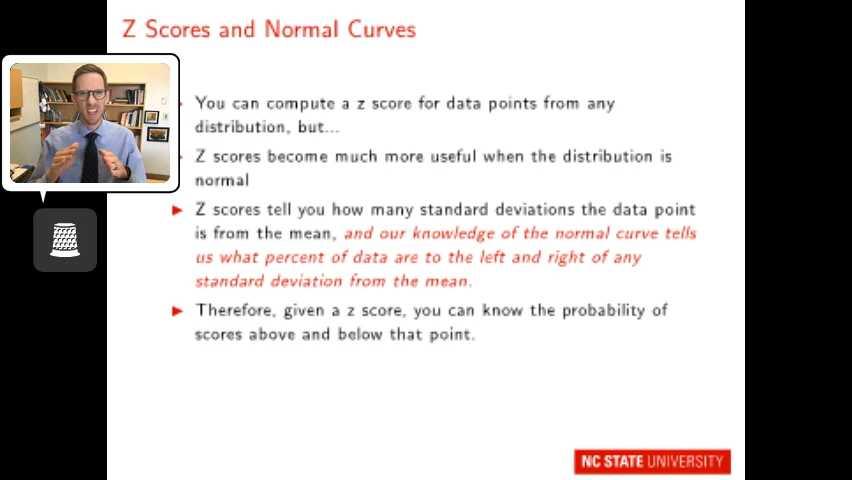 Z Scores and Normal Curves
You can compute a z score for data points from any
distribution, but...
Z scores become much more useful when the distribution is
normal
Z scores tell you how many standard deviations the data point
is from the mean, and our knowledge of the normal curve tells
us what percent of data are to the left and right of any
standard deviation from the mean.
Therefore, given a z score, you can know the probability of
scores above and below that point.
NC STATE UNIVERSITY